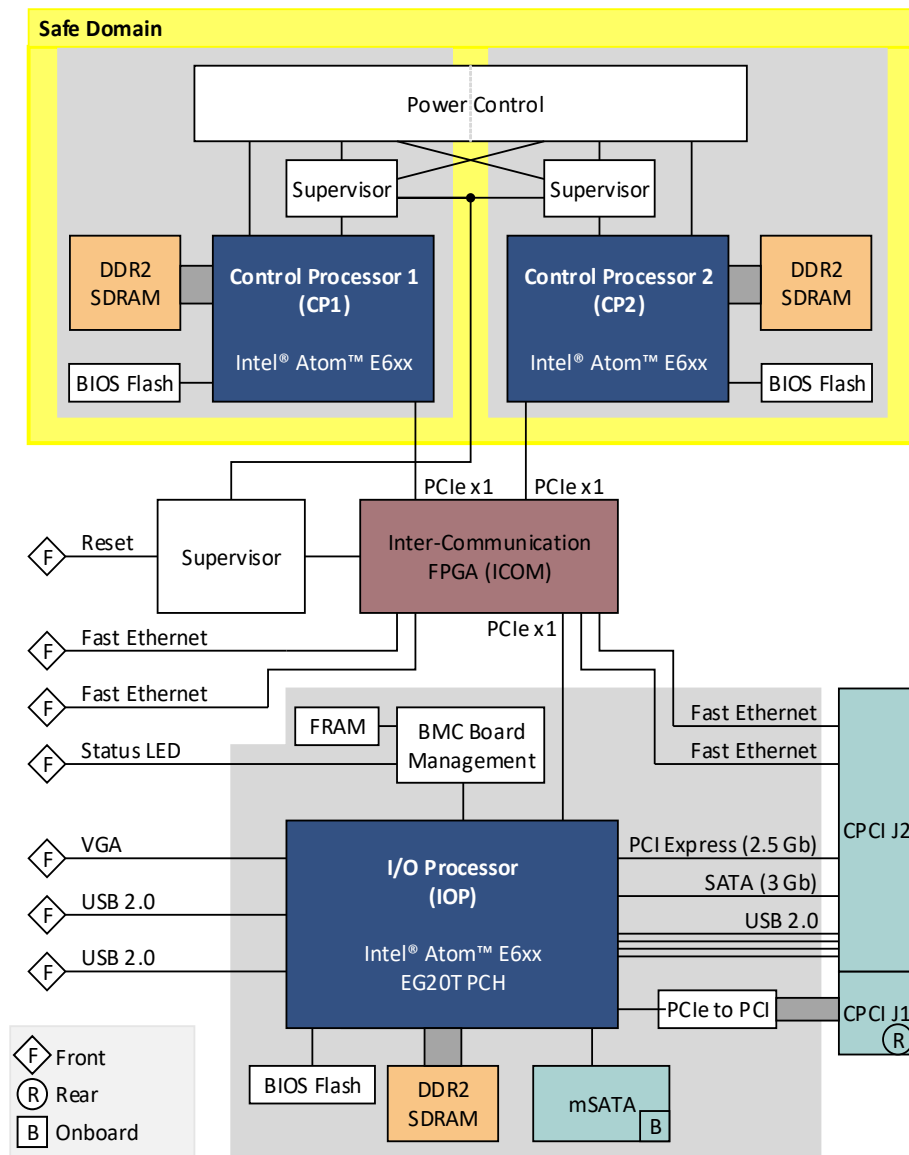 Safe Domain
Power Control
Supervisor
Supervisor
DDR2
SDRAM
Control Processor 1
(CP1)
Intel® Atom™ E6xx
Control Processor 2
(CP2)
Intel® Atom™ E6xx
DDR2
SDRAM
BIOS Flash
BIOS Flash
PCIe x1
PCIe x1
F
Reset
Supervisor
Inter-Communication
FPGA (ICOM)
PCIe x1
F
Fast Ethernet
F
Fast Ethernet
Fast Ethernet
Fast Ethernet
F
Status LED
FRAM
BMC Board
Management
CPCI J2
F
VGA
F
USB 2.0
F
USB 2.0
I/O Processor
(IOP)
Intel® Atom™ E6xx
EG20T PCH
PCI Express (2.5 Gb)
SATA (3 Gb)
USB 2.0
PCIe to PCI
CPCI J1
R
BIOS Flash
DDR2
SDRAM
mSATA
B
F Front
R Rear
B Onboard